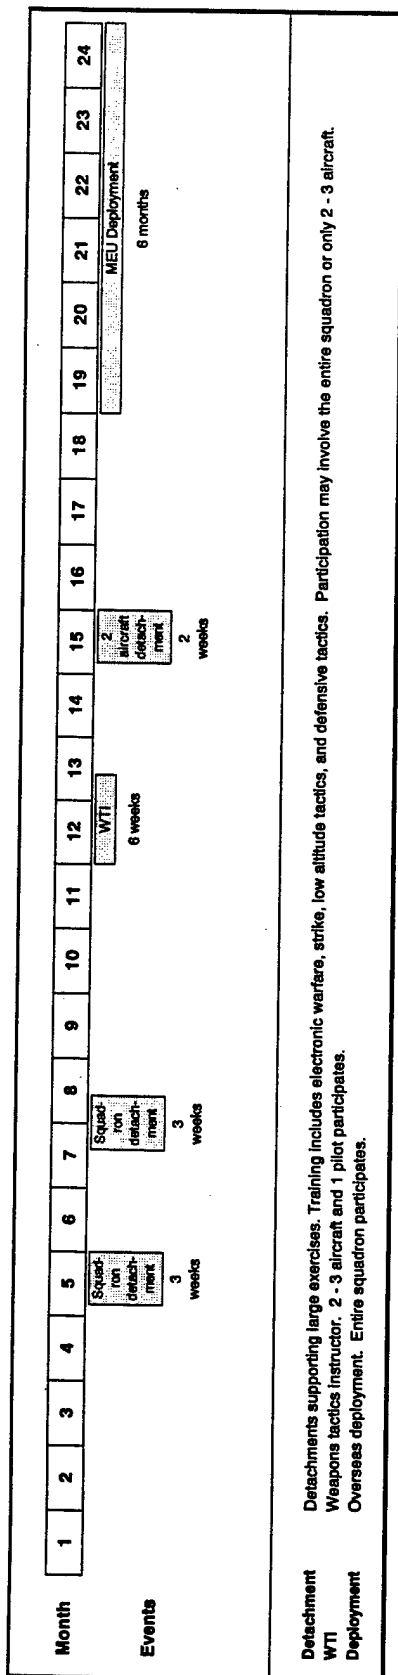 Month 1 2 3 4 5 6 7 8 9 10 11 12 13 14 15 16 17 18 19 20 21 22 23 24
Events
Squad-
ron
detach-
ment
3
weeks
Squad-
ron
detach-
ment
3
weeks
WTI
6 weeks
2
aircraft
detach-
ment
2
weeks
MEU Deployment
6 months
Detachment Detachments supporting large exercises. Training includes electronic warfare, strike, low altitude tactics, and defensive tactics. Participation may involve the entire squadron or only 2 - 3 aircraft.
WTI Weapons tactics instructor. 2 - 3 aircraft and 1 pilot participates.
Deployment Overseas deployment. Entire squadron participates.